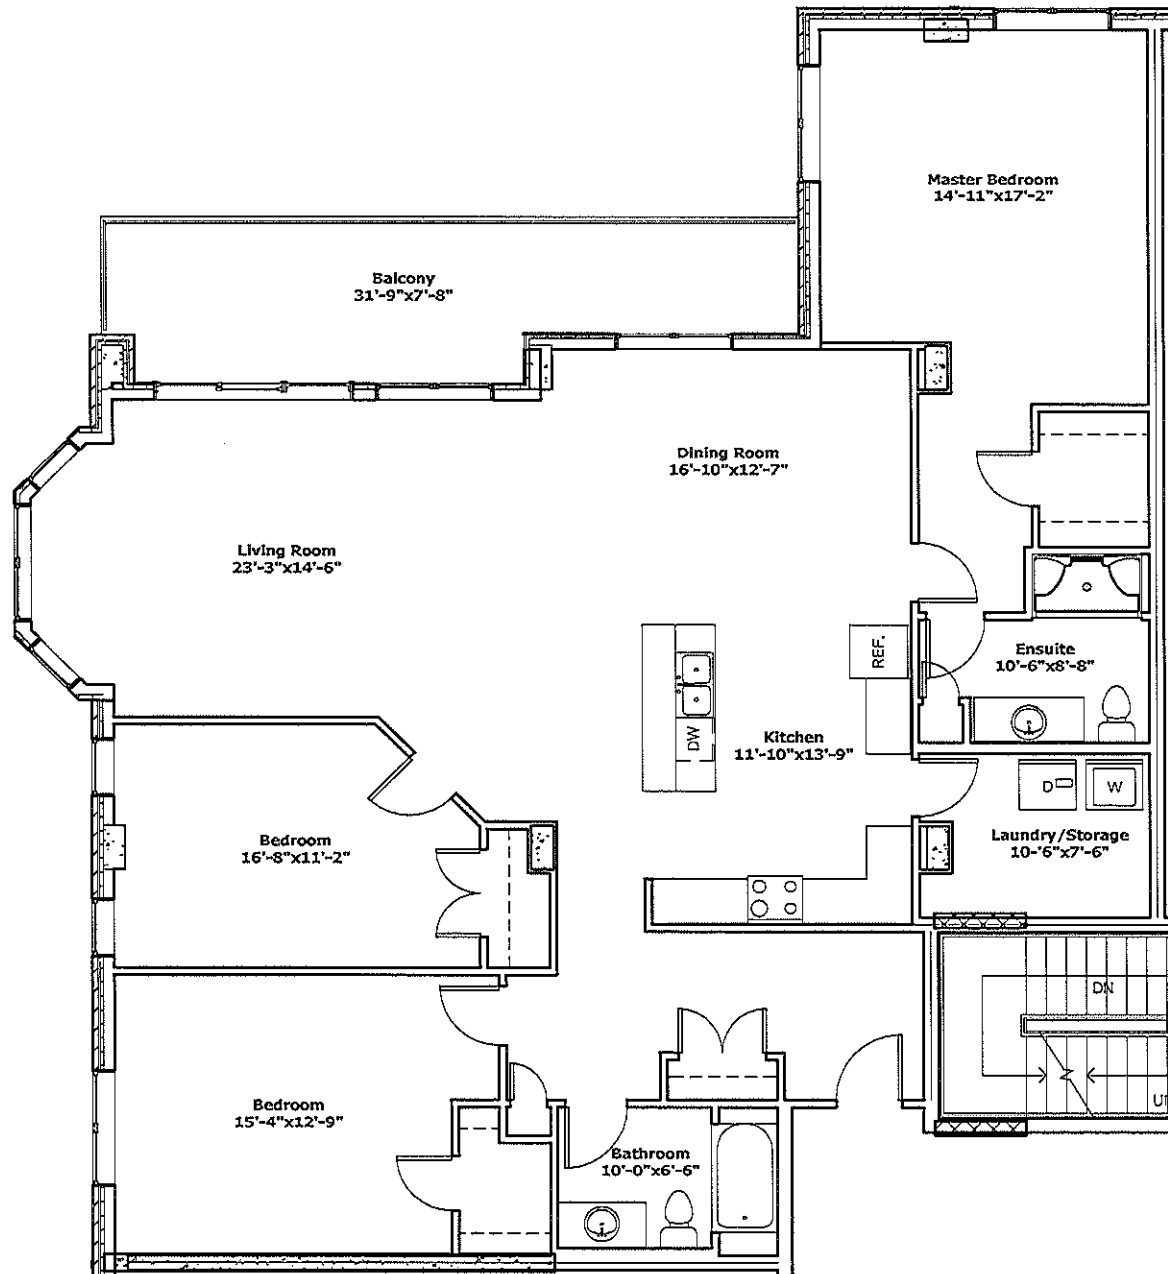 Master Bedroom
14'-11"x17'-2"
Balcony
31'-9"x7'-8"
Dining Room
16'-10"x12'-7"
Living Room
23'-3"x14'-6"
REF.
Ensuite
10'-6"x8'-8"
DW
Kitchen
11'-10"x13'-9"
D
W
Laundry/Storage
10-'6"x7'-6"
Bedroom
16'-8"x11'-2"
DN
Bedroom
15'-4"x12'-9"
Bathroom
10'-0"x6'-6"